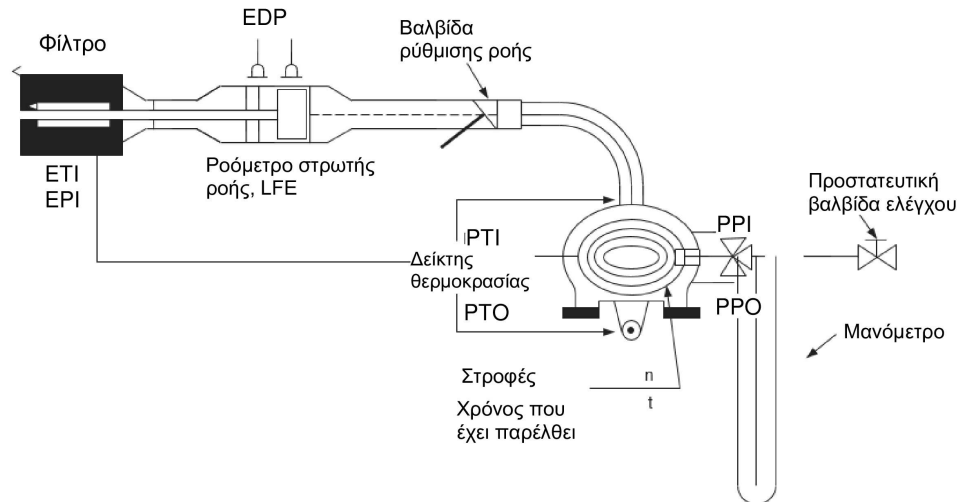 EDP
Φίλτρο
Βαλβίδα
ρύθμισης ροής
Ροόμετρο στρωτής
ροής, LFE
ETI
EPI
Προστατευτική
βαλβίδα ελέγχου
PTI
PPI
Δείκτης
θερμοκρασίας
PTO
PPO
Μανόμετρο
Στροφές
n
t
Χρόνος που
έχει παρέλθει